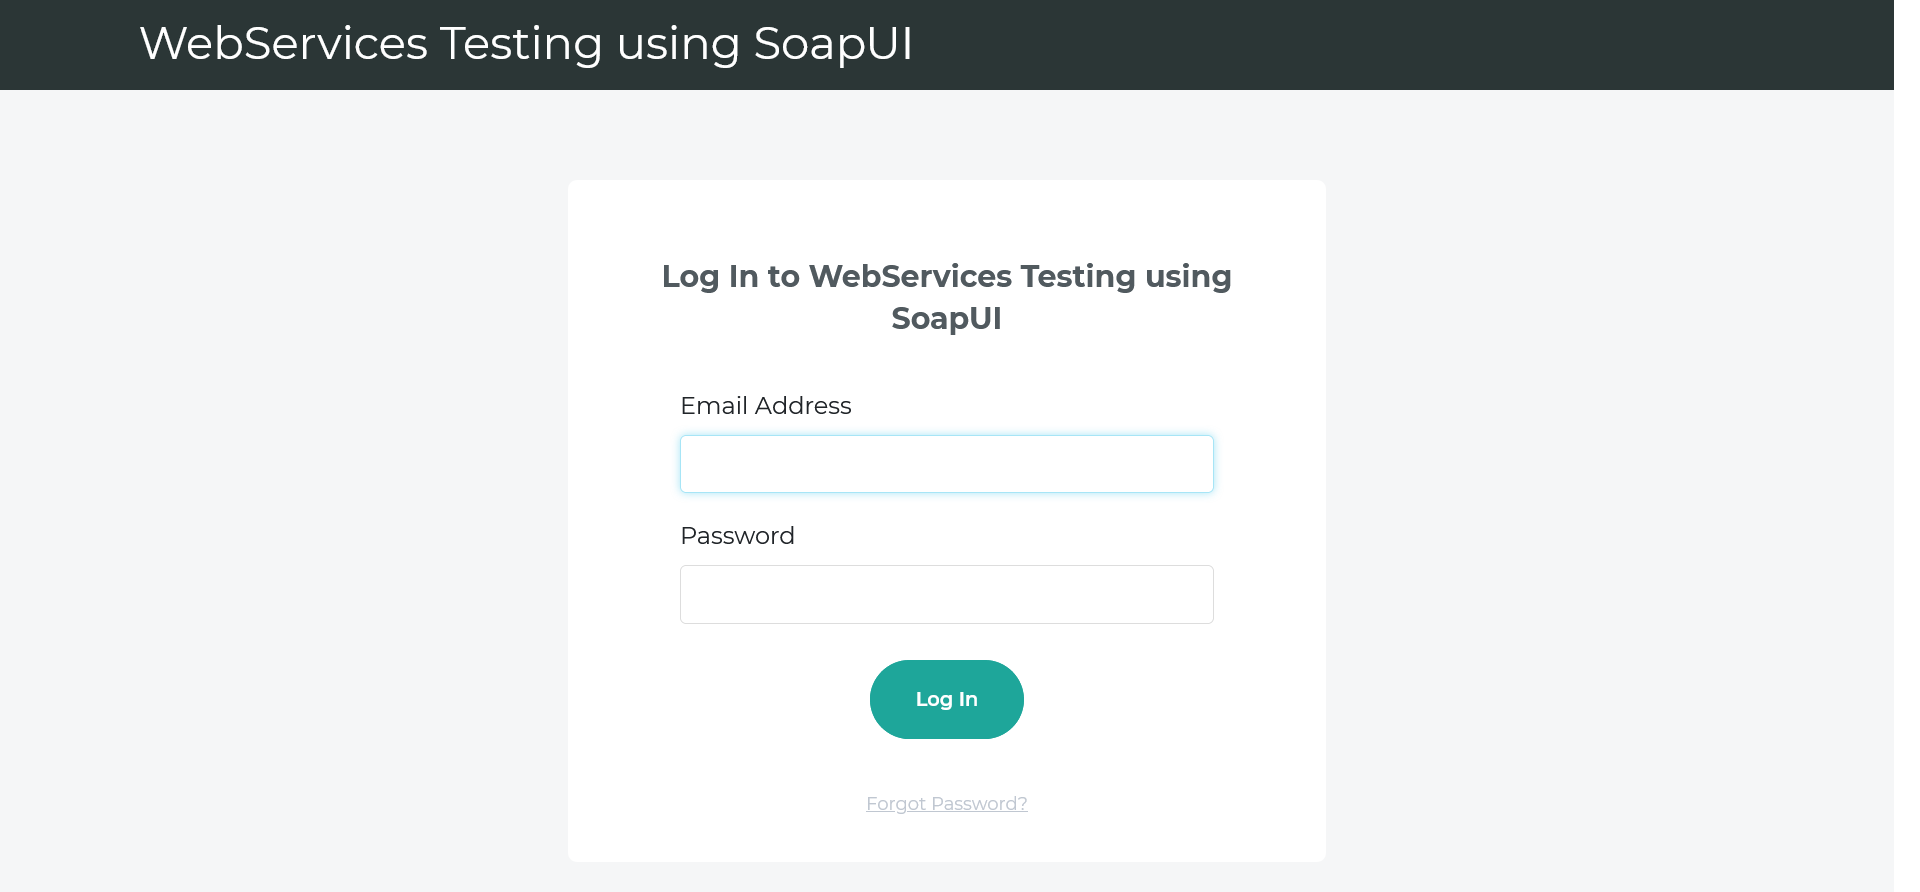 WebServices Testing using SoapUI
Log In to WebServices Testing using
SoapUI
Email Address
Password
Log In
Forgot Password?